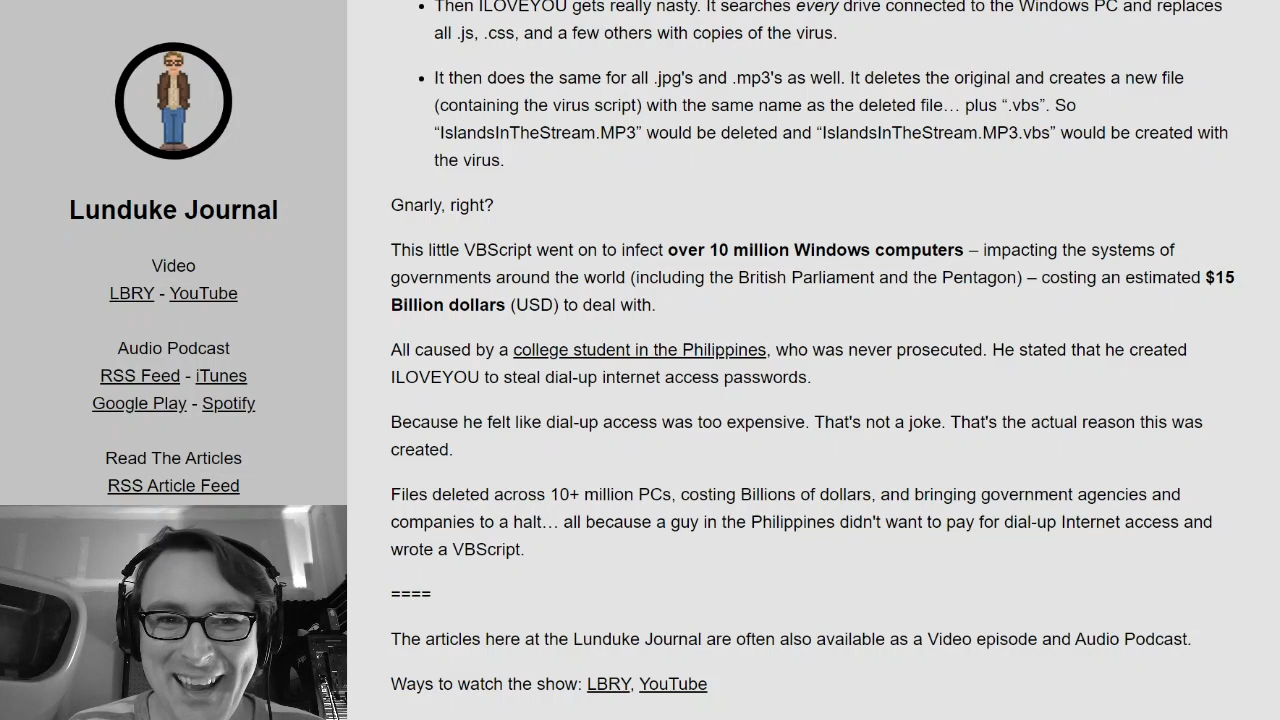 Lunduke Journal
Video
LBRY - YouTube
Audio Podcast
RSS Feed - iTunes
Google Play - Spotify
Read The Articles
RSS Article Feed
Then ILOVEYOU gets really nasty. It searches every drive connected to the Windows PC and replaces
all .js, .css, and a few others with copies of the virus.
It then does the same for all .jpg's and .mp3's as well. It deletes the original and creates a new file
(containing the virus script) with the same name as the deleted file… plus “.vbs”. So
“IslandsInTheStream.MP3” would be deleted and “IslandsInTheStream.MP3.vbs” would be created with
the virus.
Gnarly, right?
This little VBScript went on to infect over 10 million Windows computers – impacting the systems of
governments around the world (including the British Parliament and the Pentagon) – costing an estimated $15
Billion dollars (USD) to deal with.
All caused by a college student in the Philippines, who was never prosecuted. He stated that he created
ILOVEYOU to steal dial-up internet access passwords.
Because he felt like dial-up access was too expensive. That's not a joke. That's the actual reason this was
created.
Files deleted across 10+ million PCs, costing Billions of dollars, and bringing government agencies and
companies to a halt… all because a guy in the Philippines didn't want to pay for dial-up Internet access and
wrote a VBScript.
====
The articles here at the Lunduke Journal are often also available as a Video episode and Audio Podcast.
Ways to watch the show: LBRY, YouTube